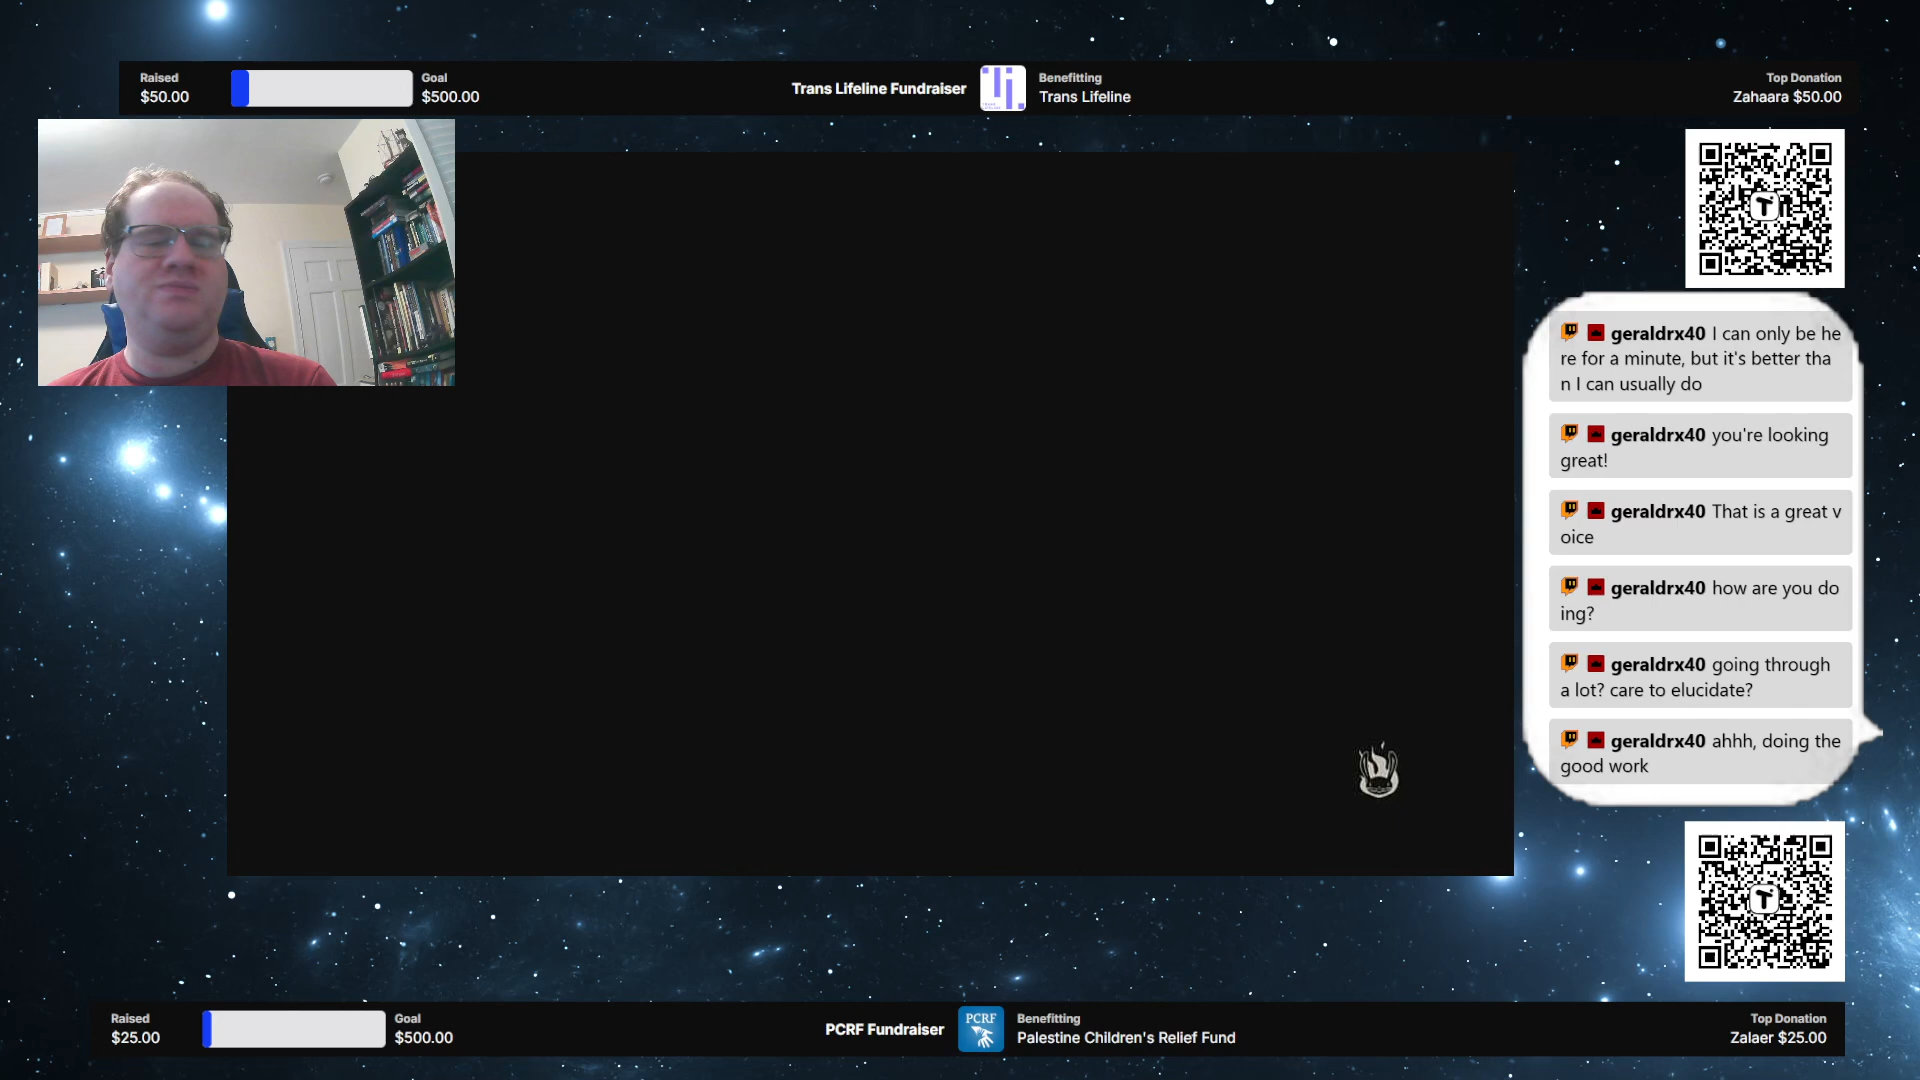 Raised
$50.00
Goal
$500.00
Trans Lifeline Fundraiser
Benefitting
Trans Lifeline
Top Donation
Zahaara $50.00
geraldrx40 I can only be he
re for a minute, but it's better tha
n I can usually do
geraldrx40 you're looking
great!
geraldrx40 That is a great v
oice
geraldrx40 how are you do
ing?
geraldrx40 going through
a lot? care to elucidate?
geraldrx40 ahhh, doing the
good work
Raised
$25.00
Goal
$500.00
PCRF Fundraiser
PCRF
Benefitting
Palestine Children's Relief Fund
Top Donation
Zalaer $25.00